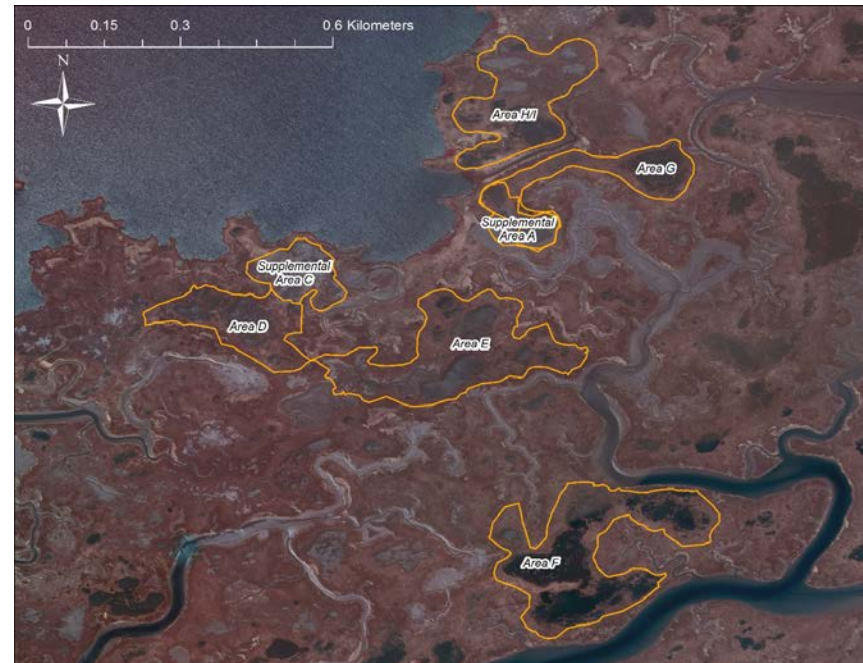 0 0.15 0.3 0.6 Kilometers
N
Area H/I
Area G
Supplemental
Area A
Supplemental
Area C
Area D
Area E
Area F